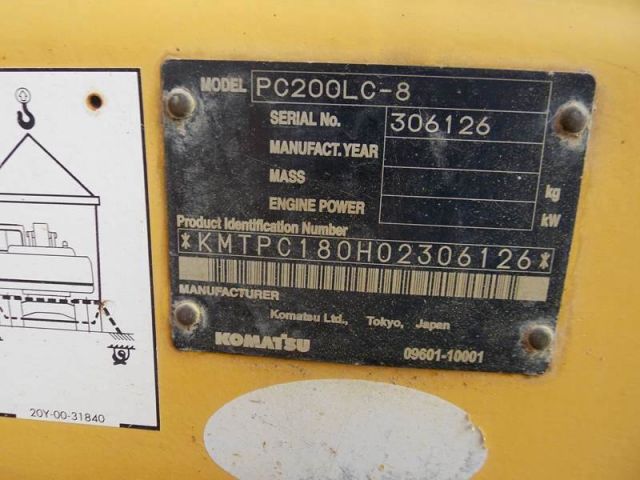 MODEL PC200LC-8
SERIAL No. 306126
MANUFACT. YEAR
MASS kg
ENGINE POWER kW
Product Identification Number
*KMTPC180H02306126*
MANUFACTURER
Komatsu Ltd., Tokyo, Japan
KOMATSU 09601-10001
20Y-00-31840